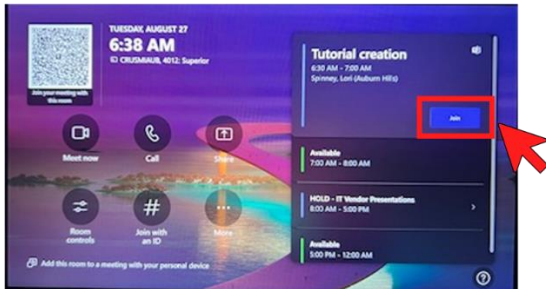 TUESDAY, AUGUST 27
6:38 AM
CRUSMIAUB, 4012: Superior
Join your meeting with
this room
Meet now
Call
Share
Room
controls
Join with
an ID
More
Add this room to a meeting with your personal device
Tutorial creation
6:30 AM - 7:00 AM
Spinney, Lori (Auburn Hills)
Join
Available
7:00 AM - 8:00 AM
HOLD - IT Vendor Presentations
8:00 AM - 5:00 PM
Available
5:00 PM - 12:00 AM